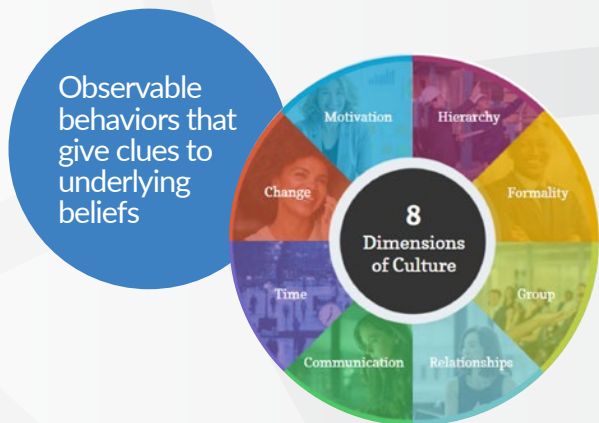 Observable
behaviors that
give clues to
underlying
beliefs
Motivation
Hierarchy
Change
Formality
8
Dimensions
of Culture
Time
Group
Communication
Relationships